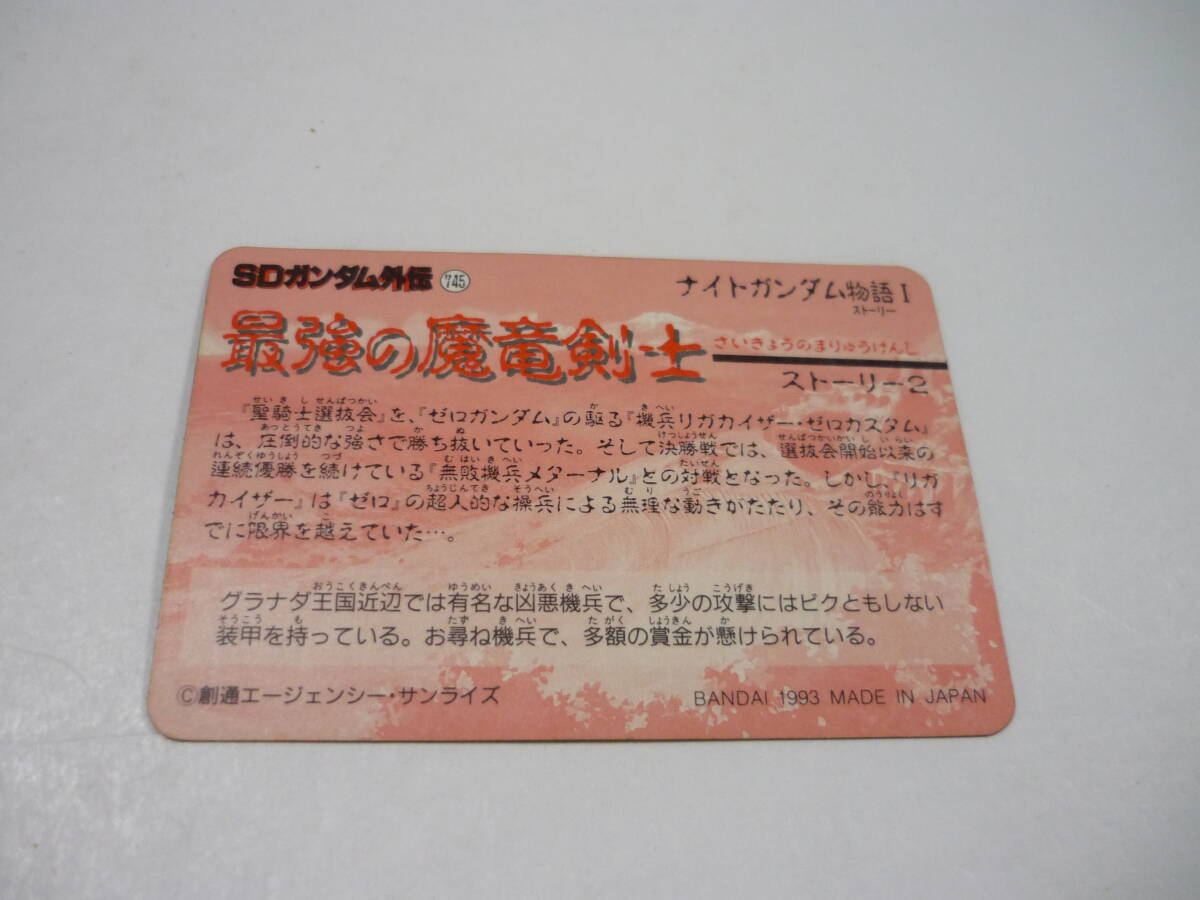 SDガンダム外伝 745
ナイトガンダム物語I
ストーリー
最強の魔竜剣士 さいきょうのまりゅうけんし
ストーリー2
『聖騎士選抜会』を、『ゼロガンダム』の駆る『機兵リガカイザー・ゼロカスタム』
は、圧倒的な強さで勝ち抜いていった。そして決勝戦では、選抜会開始以来の
連続優勝を続けている『無敗機兵メターナル』との対戦となった。しかし、『リガ
カイザー』は『ゼロ』の超人的な操兵による無理な動きがたたり、その能力はす
でに限界を越えていた…。
グラナダ王国近辺では有名な凶悪機兵で、多少の攻撃にはビクともしない
装甲を持っている。お尋ね機兵で、多額の賞金が懸けられている。
©創通エージェンシー・サンライズ
BANDAI 1993 MADE IN JAPAN